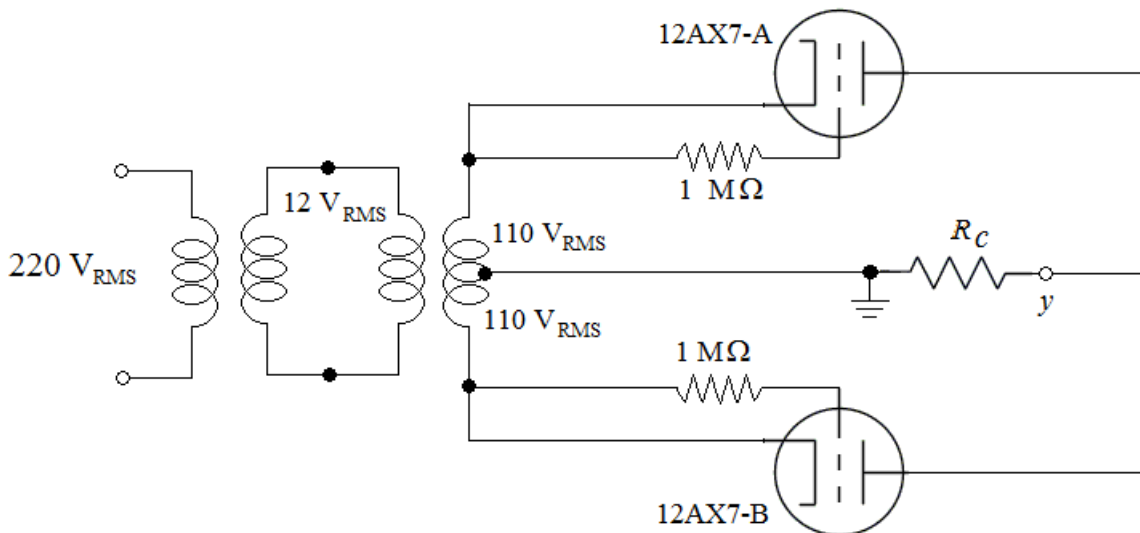 12AX7-A
1 MΩ
12 V_RMS
110 V_RMS
R_C
220 V_RMS
y
110 V_RMS
1 MΩ
12AX7-B